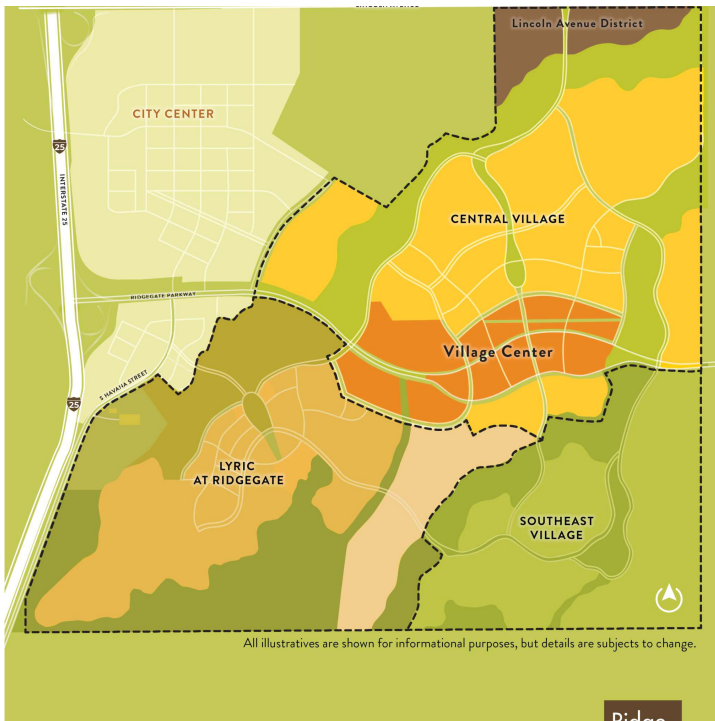 Lincoln Avenue District
CITY CENTER
25
INTERSTATE 25
CENTRAL VILLAGE
RIDGEGATE PARKWAY
Village Center
S HAVANA STREET
25
LYRIC
AT RIDGEGATE
SOUTHEAST
VILLAGE
All illustratives are shown for informational purposes, but details are subjects to change.
Ridge